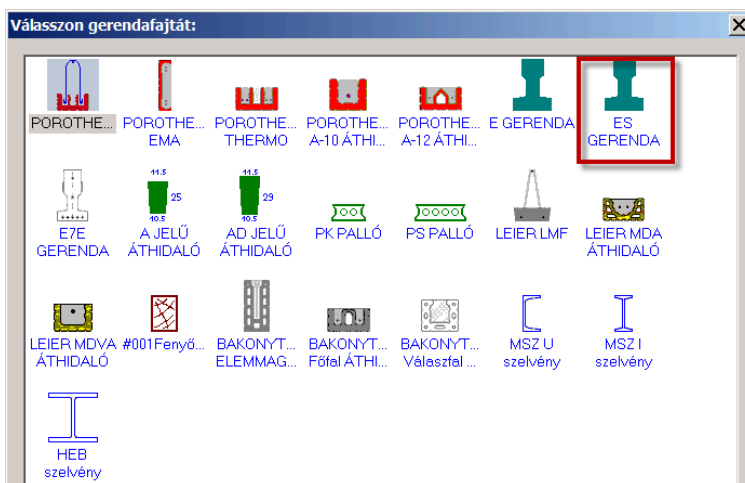 Válasszon gerendafajtát:
POROTHE... POROTHE... POROTHE... POROTHE... POROTHE... E GERENDA ES
EMA THERMO A-10 ÁTHI... A-12 ÁTHI... GERENDA
11.5 11.5
25 29
10.5 10.5
E7E A JELŰ AD JELŰ PK PALLÓ PS PALLÓ LEIER LMF LEIER MDA
GERENDA ÁTHIDALÓ ÁTHIDALÓ ÁTHIDALÓ
LEIER MDVA #001Fenyő... BAKONYT... BAKONYT... BAKONYT... MSZ U MSZ I
ÁTHIDALÓ ELEMMAG... Főfal ÁTHI... Válaszfal ... szelvény szelvény
HEB
szelvény